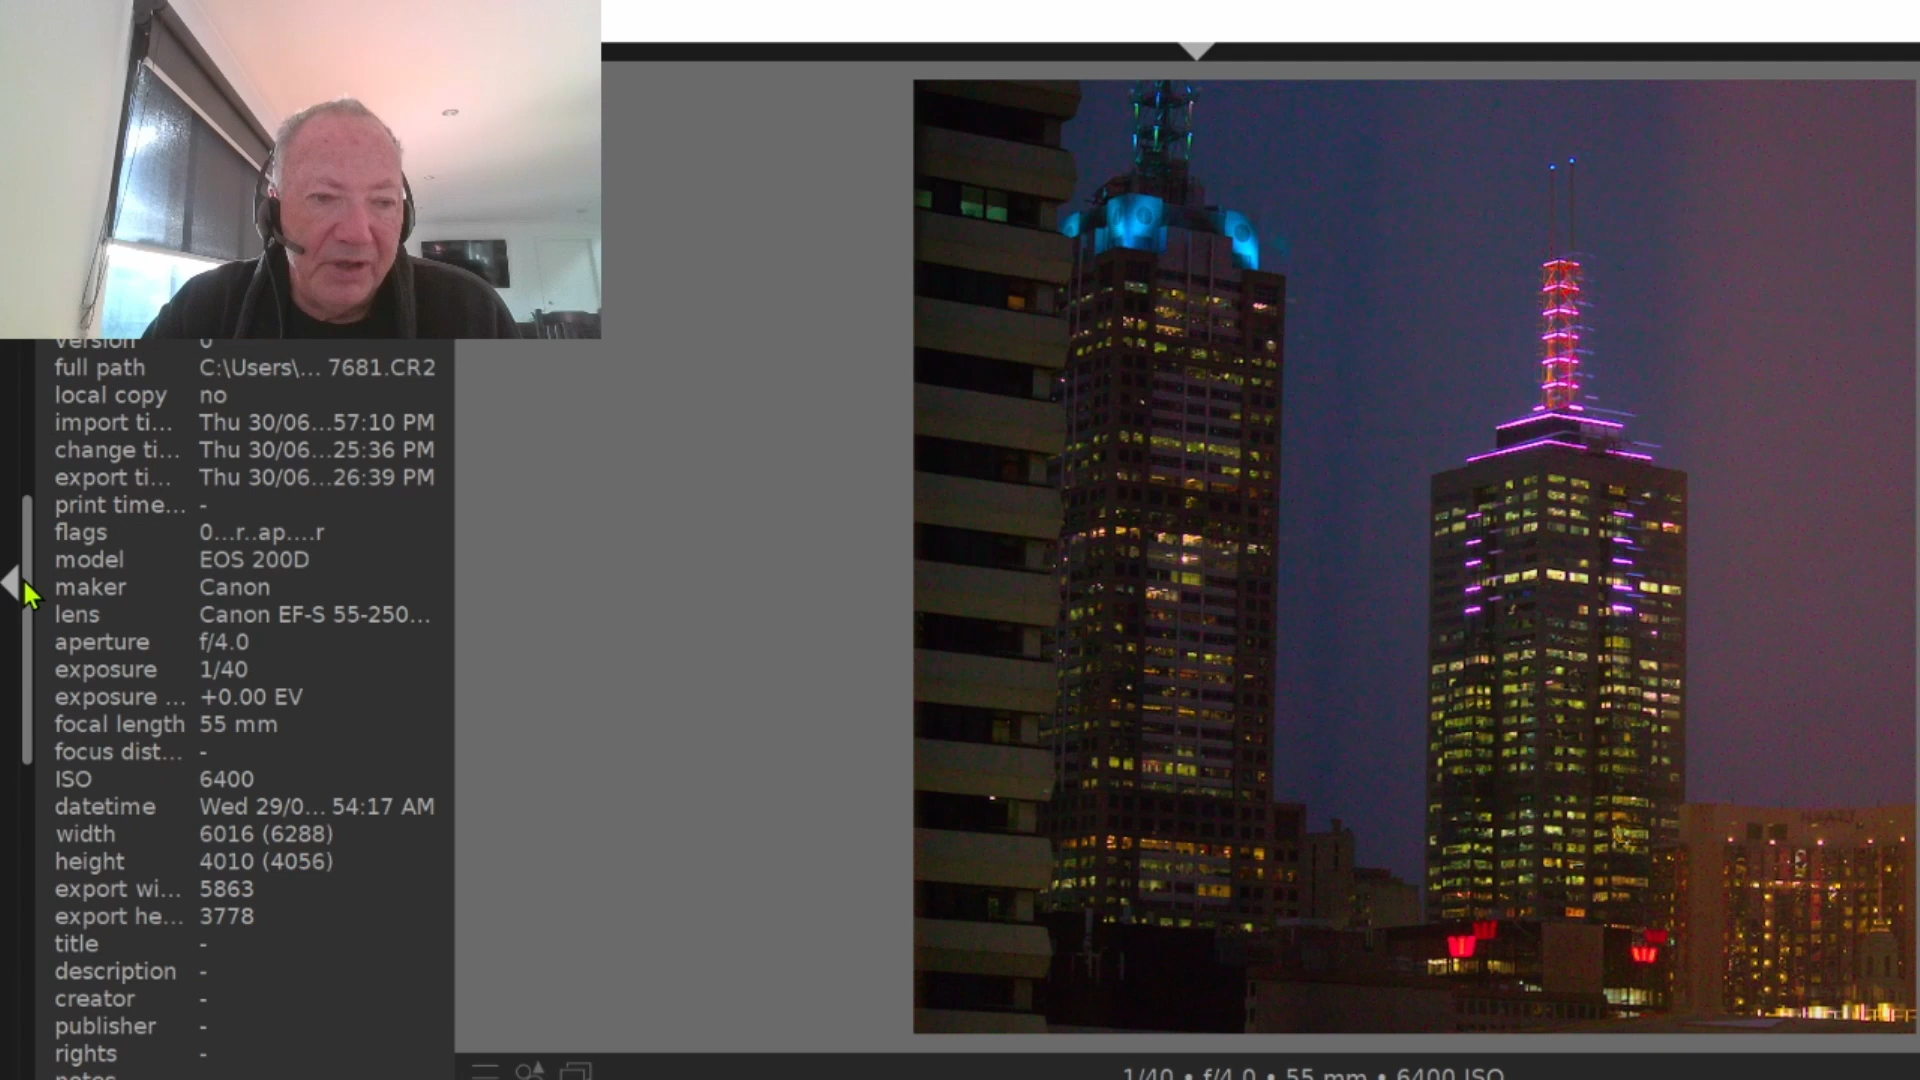 version 0
full path C:\Users\... 7681.CR2
local copy no
import ti... Thu 30/06...57:10 PM
change ti... Thu 30/06...25:36 PM
export ti... Thu 30/06...26:39 PM
print time... -
flags 0...r..ap....r
model EOS 200D
maker Canon
lens Canon EF-S 55-250...
aperture f/4.0
exposure 1/40
exposure ... +0.00 EV
focal length 55 mm
focus dist... -
ISO 6400
datetime Wed 29/0... 54:17 AM
width 6016 (6288)
height 4010 (4056)
export wi... 5863
export he... 3778
title -
description -
creator -
publisher -
rights -
notes
HYATT
1/40 • f/4.0 • 55 mm • 6400 ISO